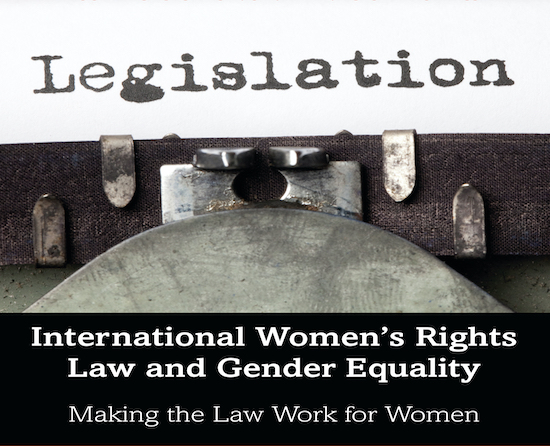 Legislation
International Women's Rights
Law and Gender Equality
Making the Law Work for Women